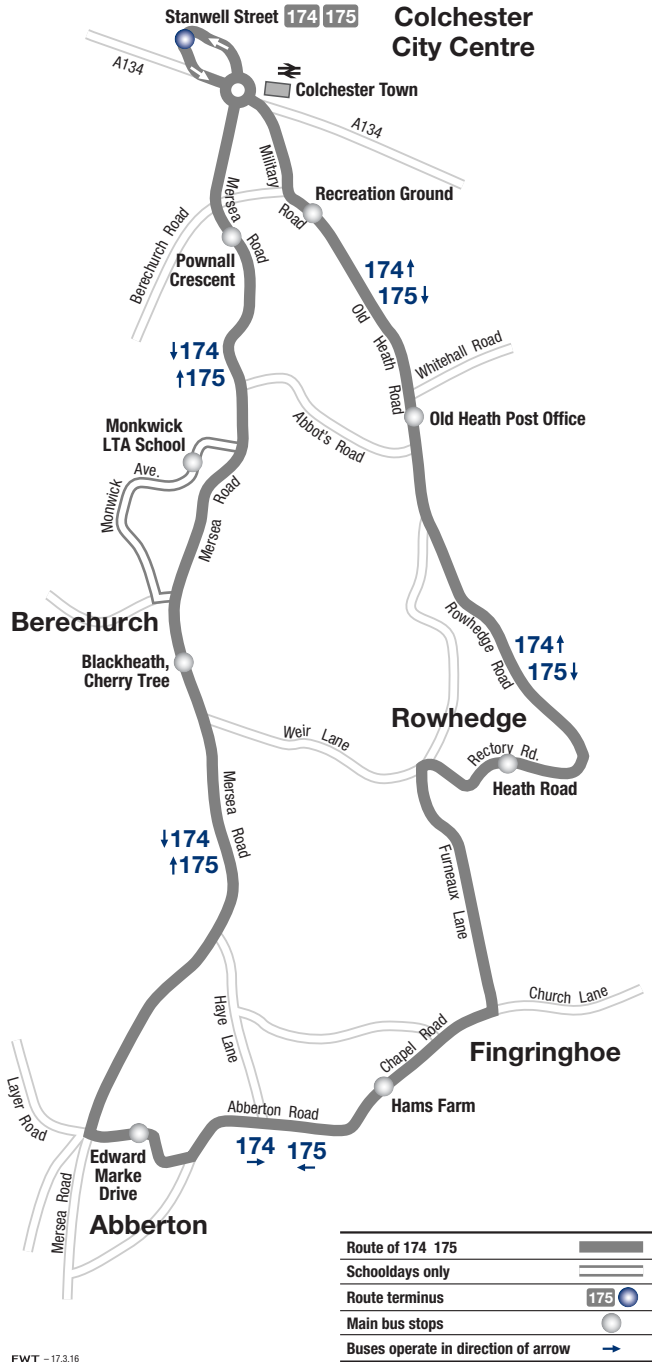 Stanwell Street 174 175
Colchester
City Centre
A134
Colchester Town
A134
Military
Road
Mersea
Road
Recreation Ground
Berechurch Road
Pownall
Crescent
174↑
175↓
Old Heath Road
↓174
↑175
Whitehall Road
Old Heath Post Office
Abbot's Road
Monkwick
LTA School
Monwick
Ave.
Mersea Road
Berechurch
Blackheath,
Cherry Tree
Rowhedge
Road
174↑
175↓
Rowhedge
Rectory Rd.
Heath Road
Weir Lane
Mersea Road
↓174
↑175
Furneaux Lane
Haye Lane
Church Lane
Chapel Road
Fingringhoe
Hams Farm
Abberton Road
174 175
→ ←
Layer Road
Edward
Marke
Drive
Mersea Road
Abberton
Route of 174 175
Schooldays only
Route terminus 175
Main bus stops
Buses operate in direction of arrow →
FWT – 17.3.16